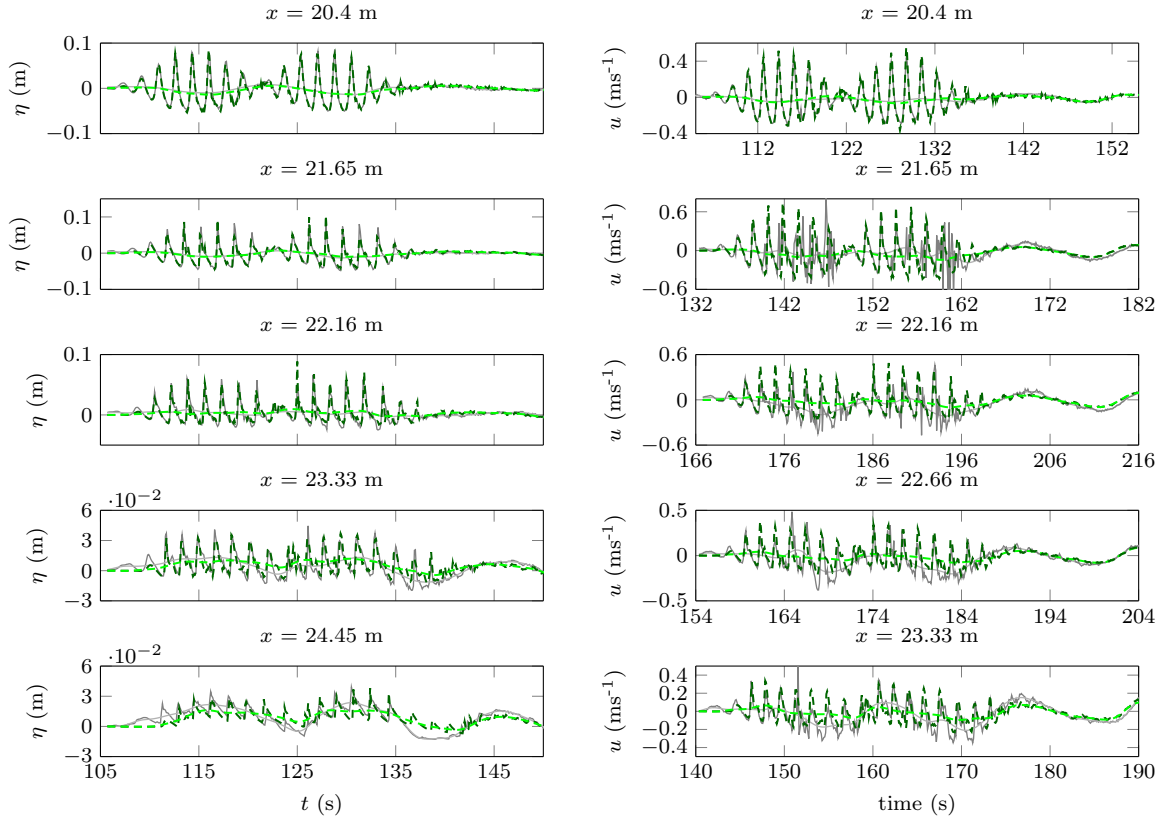 x = 20.4 m
0.1
0
−0.1
η (m)
x = 21.65 m
0.1
0
−0.1
η (m)
x = 22.16 m
0.1
0
η (m)
x = 23.33 m
·10⁻²
6
3
0
−3
η (m)
x = 24.45 m
·10⁻²
6
3
0
−3
η (m)
105 115 125 135 145
t (s)
x = 20.4 m
0.4
0
−0.4
u (ms⁻¹)
112 122 132 142 152
x = 21.65 m
0.6
0
−0.6
u (ms⁻¹)
132 142 152 162 172 182
x = 22.16 m
0.6
0
−0.6
u (ms⁻¹)
166 176 186 196 206 216
x = 22.66 m
0.5
0
−0.5
u (ms⁻¹)
154 164 174 184 194 204
x = 23.33 m
0.4
0.2
0
−0.2
−0.4
u (ms⁻¹)
140 150 160 170 180 190
time (s)